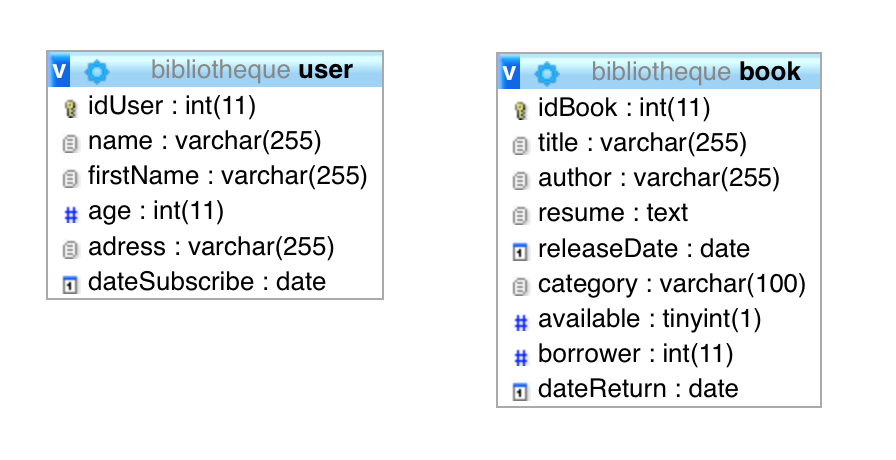 v bibliotheque user
idUser : int(11)
name : varchar(255)
firstName : varchar(255)
# age : int(11)
adress : varchar(255)
dateSubscribe : date
v bibliotheque book
idBook : int(11)
title : varchar(255)
author : varchar(255)
resume : text
releaseDate : date
category : varchar(100)
# available : tinyint(1)
# borrower : int(11)
dateReturn : date